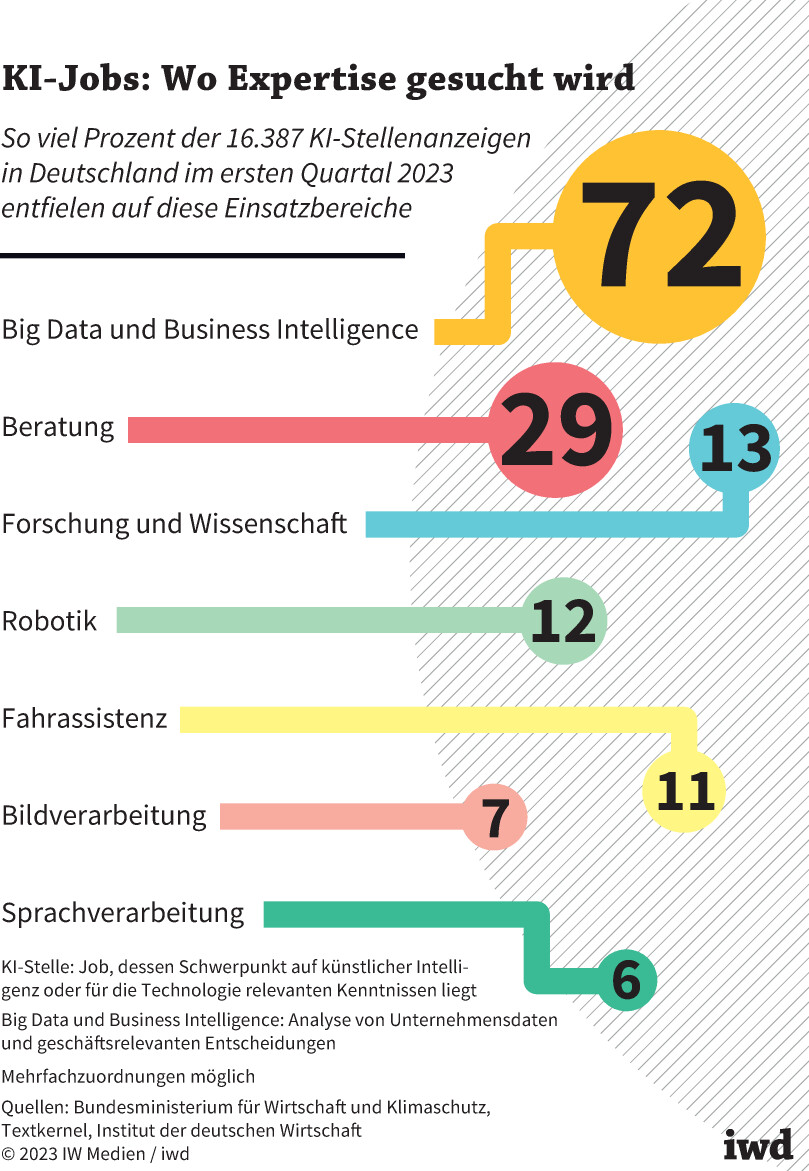 KI-Jobs: Wo Expertise gesucht wird
So viel Prozent der 16.387 KI-Stellenanzeigen
in Deutschland im ersten Quartal 2023
entfielen auf diese Einsatzbereiche
72
Big Data und Business Intelligence
Beratung
29
13
Forschung und Wissenschaft
Robotik
12
Fahrassistenz
11
Bildverarbeitung
7
Sprachverarbeitung
6
KI-Stelle: Job, dessen Schwerpunkt auf künstlicher Intelli-
genz oder für die Technologie relevanten Kenntnissen liegt
Big Data und Business Intelligence: Analyse von Unternehmensdaten
und geschäftsrelevanten Entscheidungen
Mehrfachzuordnungen möglich
Quellen: Bundesministerium für Wirtschaft und Klimaschutz,
Textkernel, Institut der deutschen Wirtschaft
© 2023 IW Medien / iwd
iwd